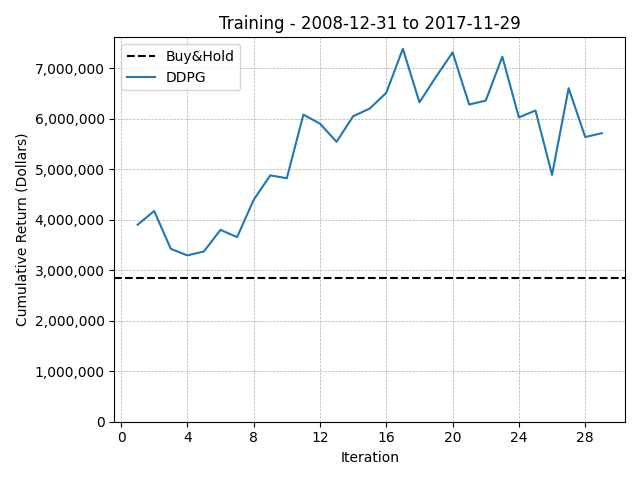 Training - 2008-12-31 to 2017-11-29
Buy&Hold
DDPG
Cumulative Return (Dollars)
7,000,000
6,000,000
5,000,000
4,000,000
3,000,000
2,000,000
1,000,000
0
0 4 8 12 16 20 24 28
Iteration